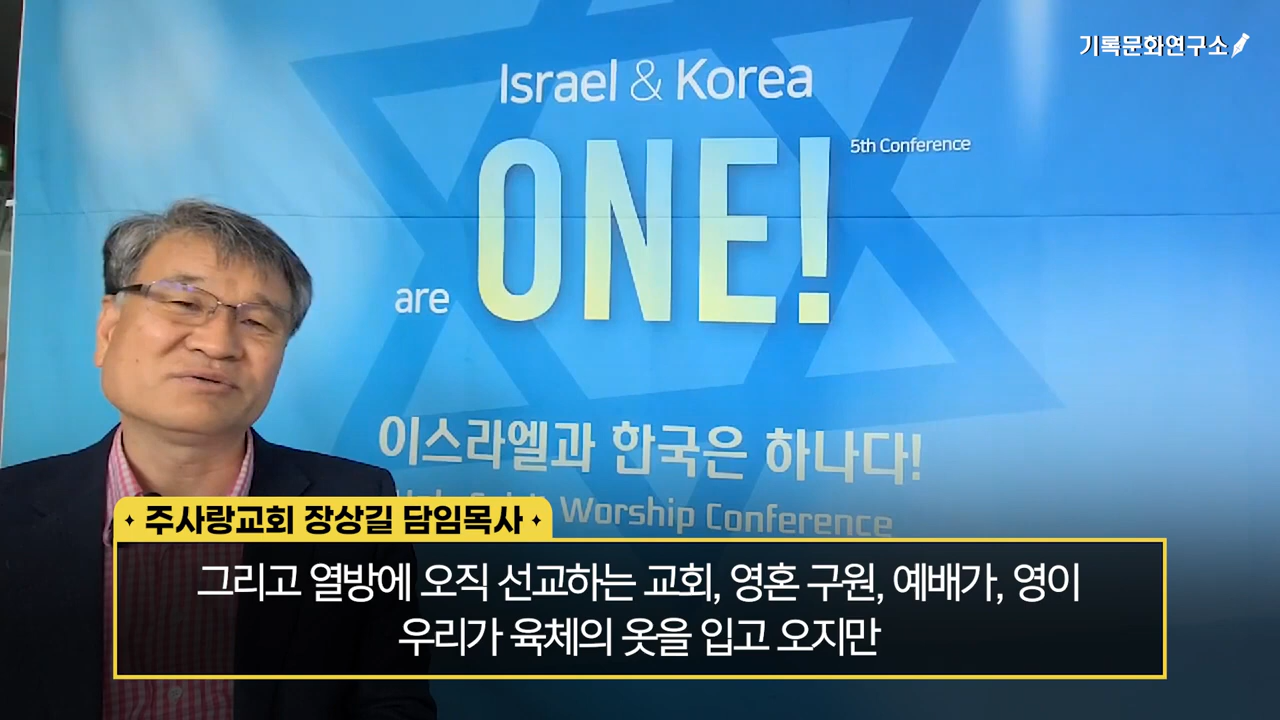 기록문화연구소
Israel & Korea
are ONE!
5th Conference
이스라엘과 한국은 하나다!
Worship Conference
주사랑교회 장상길 담임목사
그리고 열방에 오직 선교하는 교회, 영혼 구원, 예배가, 영이
우리가 육체의 옷을 입고 오지만